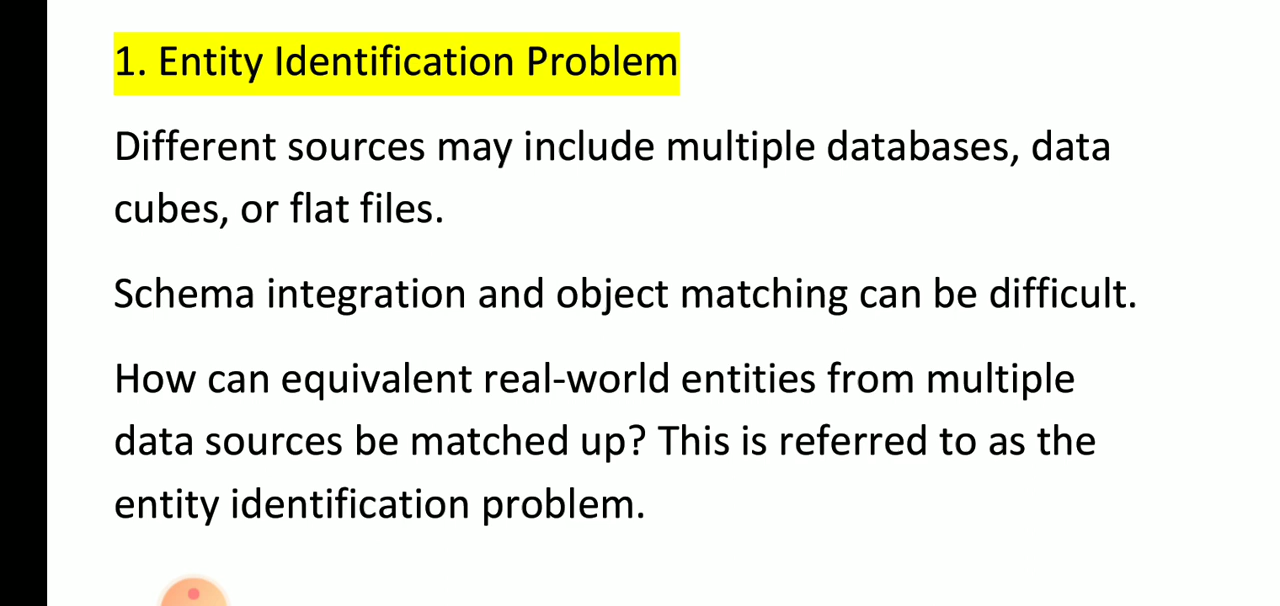 1. Entity Identification Problem
Different sources may include multiple databases, data
cubes, or flat files.
Schema integration and object matching can be difficult.
How can equivalent real-world entities from multiple
data sources be matched up? This is referred to as the
entity identification problem.